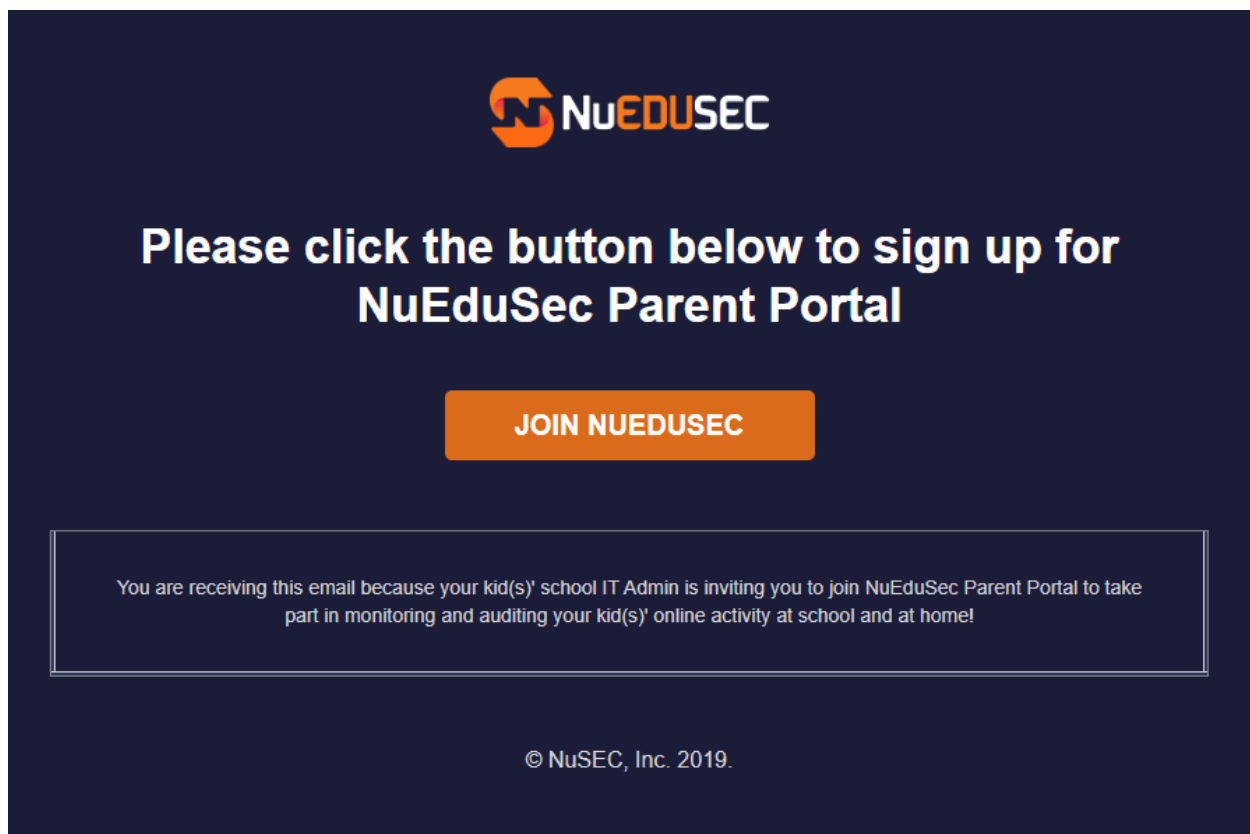 NuEDUSEC
Please click the button below to sign up for
NuEduSec Parent Portal
JOIN NUEDUSEC
You are receiving this email because your kid(s)' school IT Admin is inviting you to join NuEduSec Parent Portal to take
part in monitoring and auditing your kid(s)' online activity at school and at home!
© NuSEC, Inc. 2019.